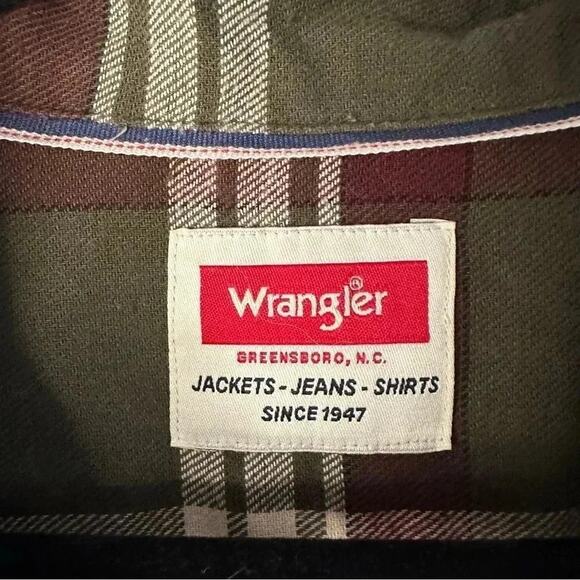 Wrangler®
GREENSBORO, N.C.
JACKETS - JEANS - SHIRTS
SINCE 1947